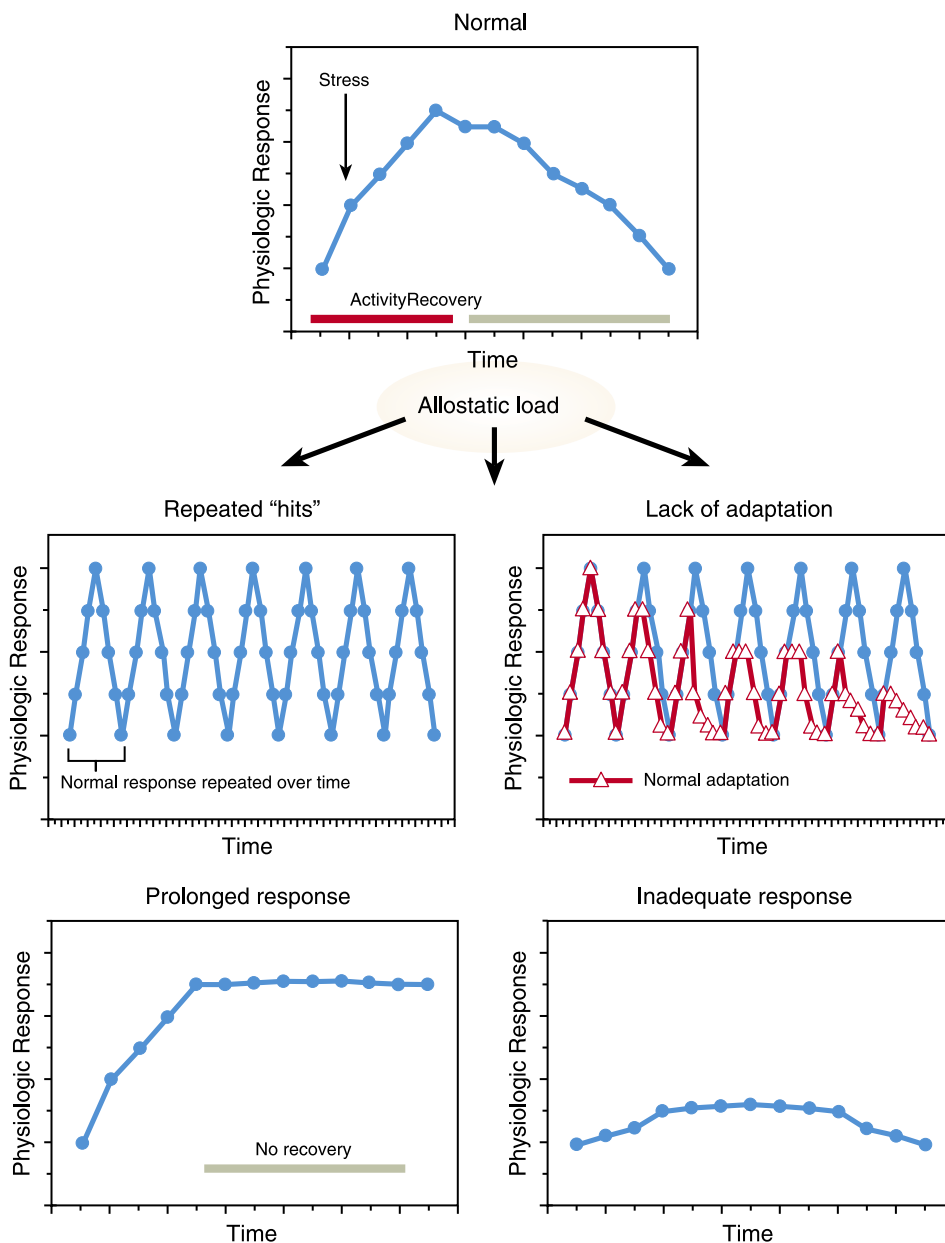 Normal
Stress
Physiologic Response
ActivityRecovery
Time
Allostatic load
Repeated “hits”
Physiologic Response
Normal response repeated over time
Time
Lack of adaptation
Physiologic Response
Normal adaptation
Time
Prolonged response
Physiologic Response
No recovery
Time
Inadequate response
Physiologic Response
Time